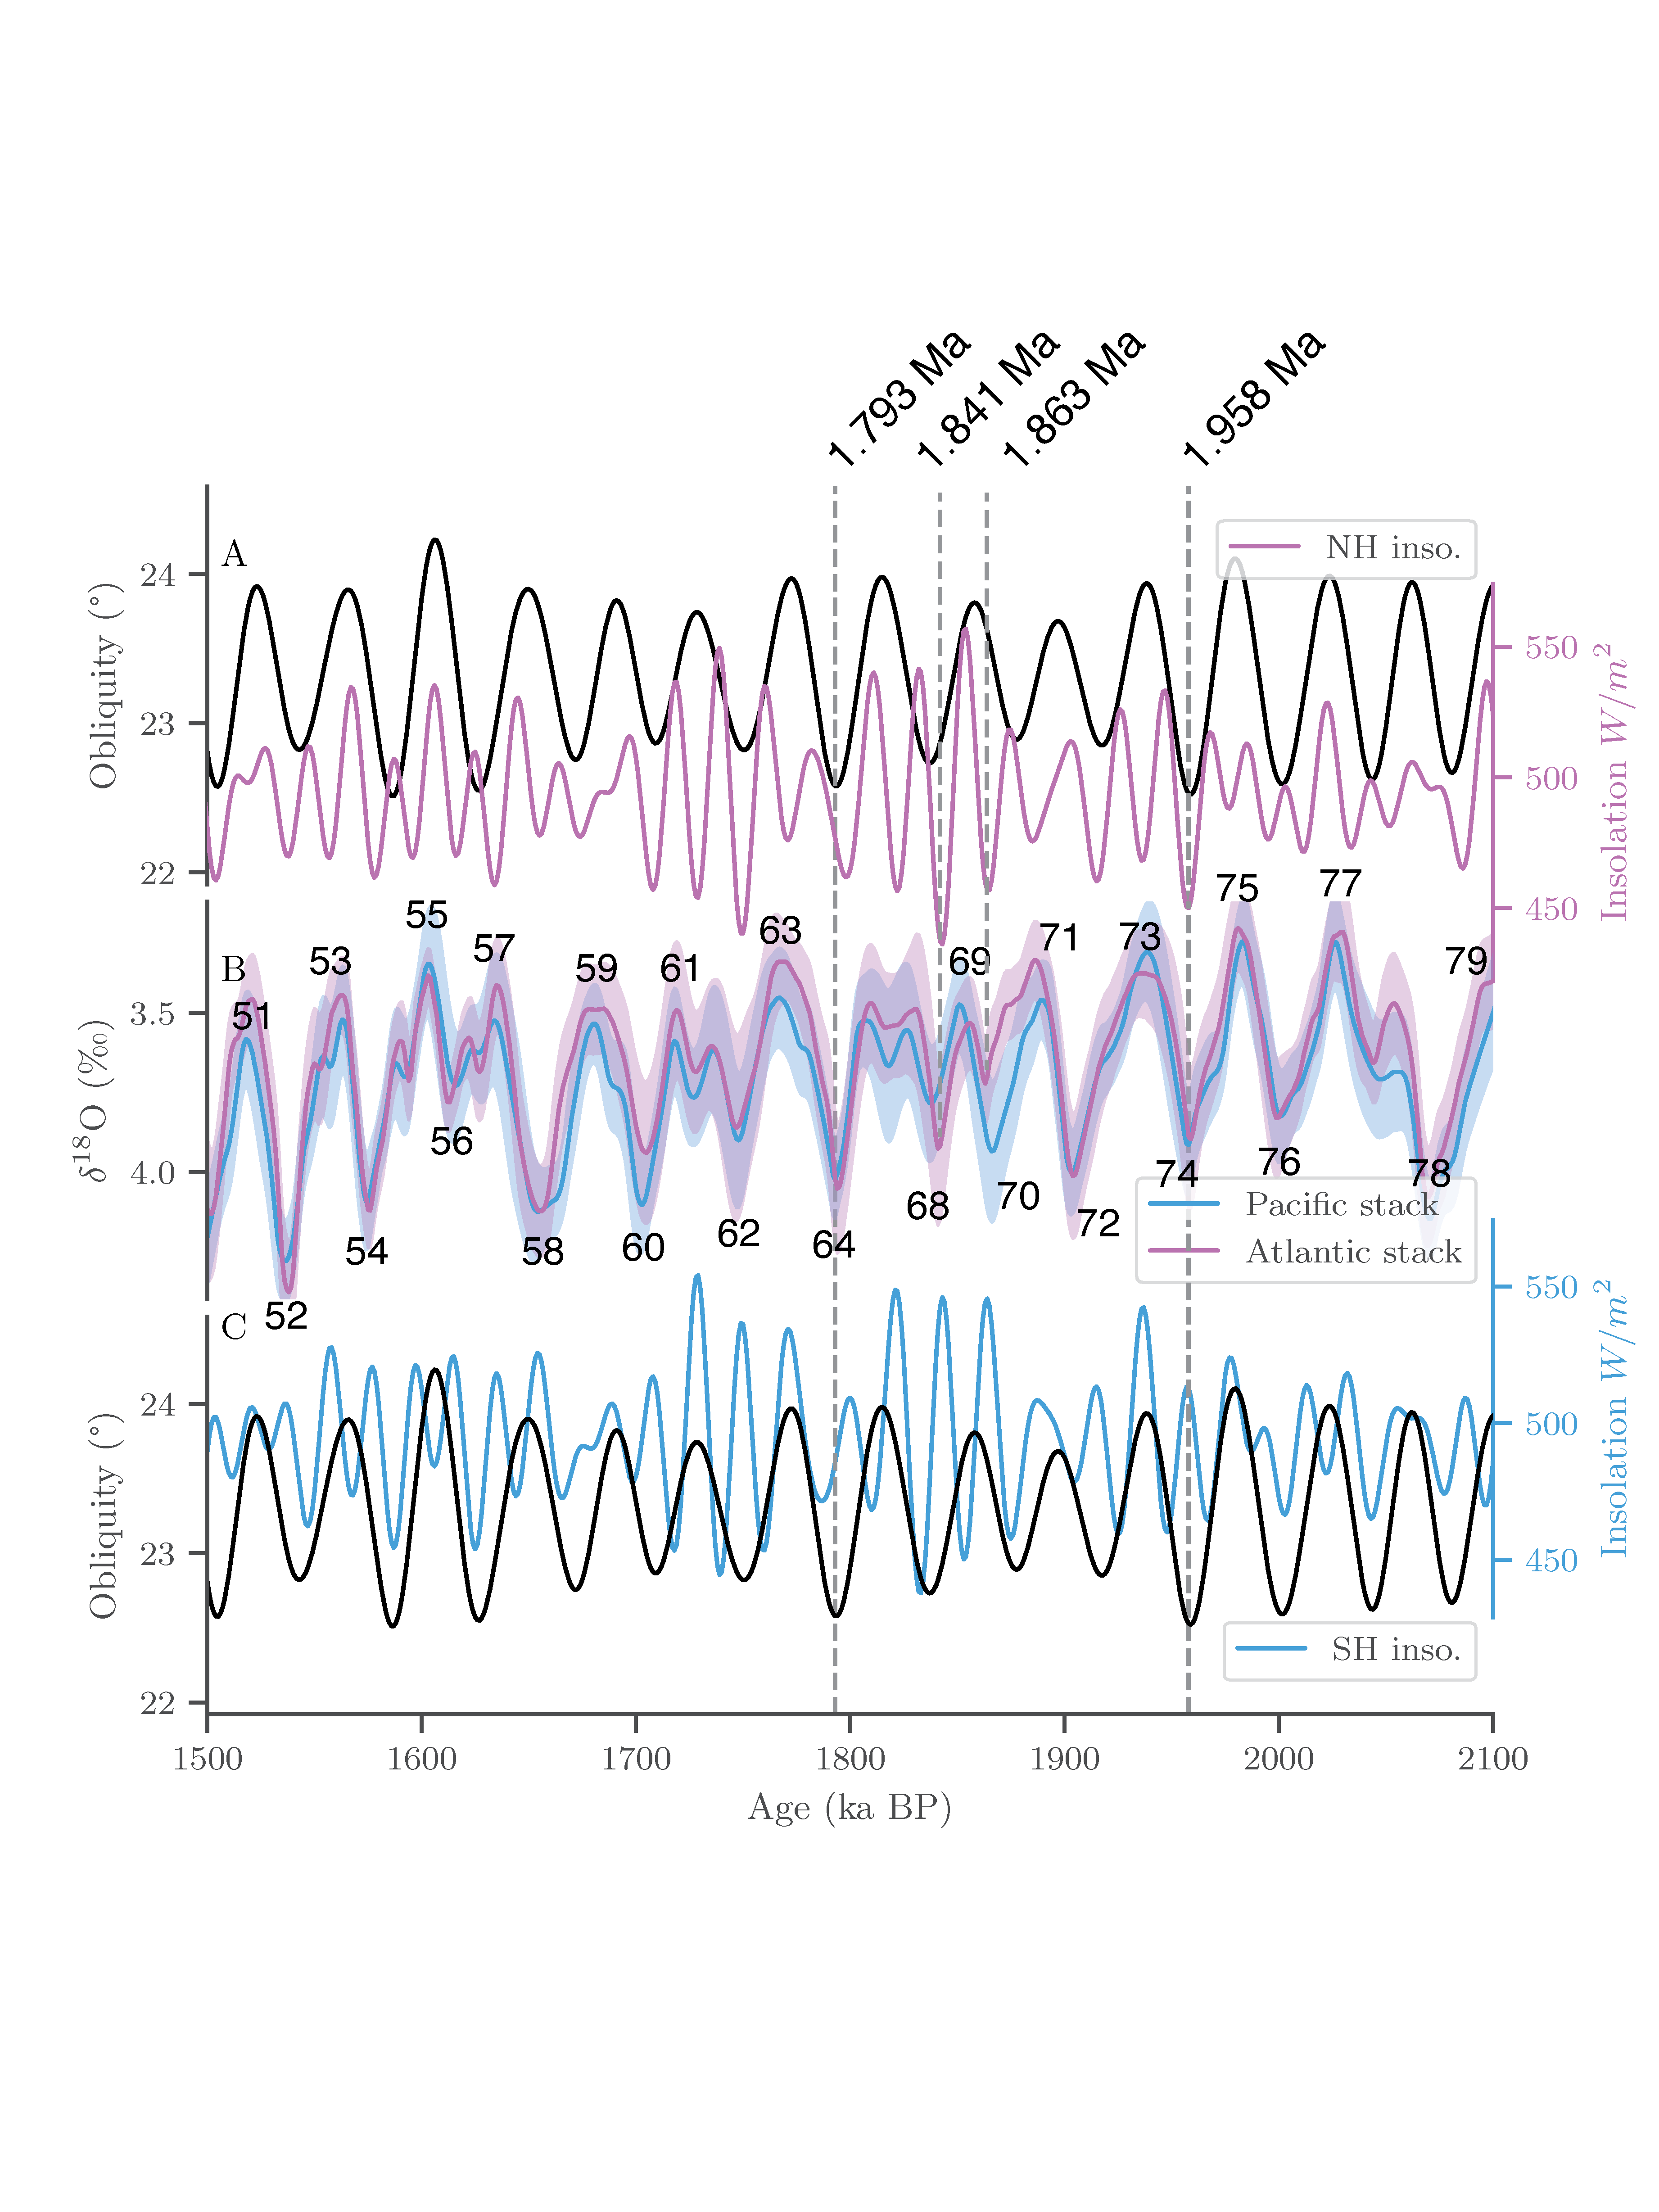 1.793 Ma
1.841 Ma
1.863 Ma
1.958 Ma
A
NH inso.
Obliquity (°)
24
23
22
550
500
450
Insolation W/m²
B
δ¹⁸O (‰)
3.5
4.0
51
52
53
54
55
56
57
58
59
60
61
62
63
64
68
69
70
71
72
73
74
75
76
77
78
79
Pacific stack
Atlantic stack
C
Obliquity (°)
24
23
22
550
500
450
Insolation W/m²
SH inso.
1500 1600 1700 1800 1900 2000 2100
Age (ka BP)